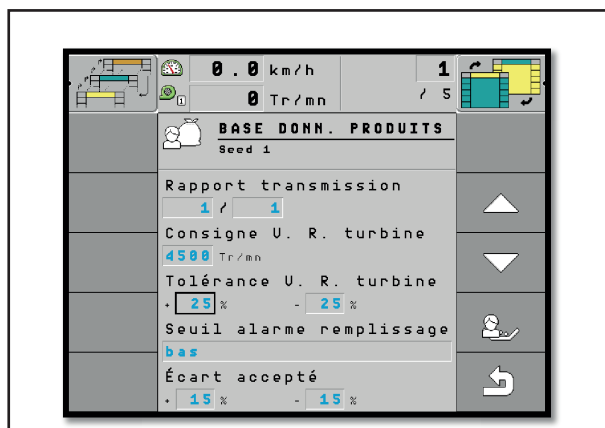 0.0 km/h
1
1
0 Tr/mn
/ 5
BASE DONN. PRODUITS
Seed 1
Rapport transmission
1 / 1
Consigne V. R. turbine
4500 Tr/mn
Tolérance V. R. turbine
+ 25 % - 25 %
Seuil alarme remplissage
bas
Écart accepté
+ 15 % - 15 %